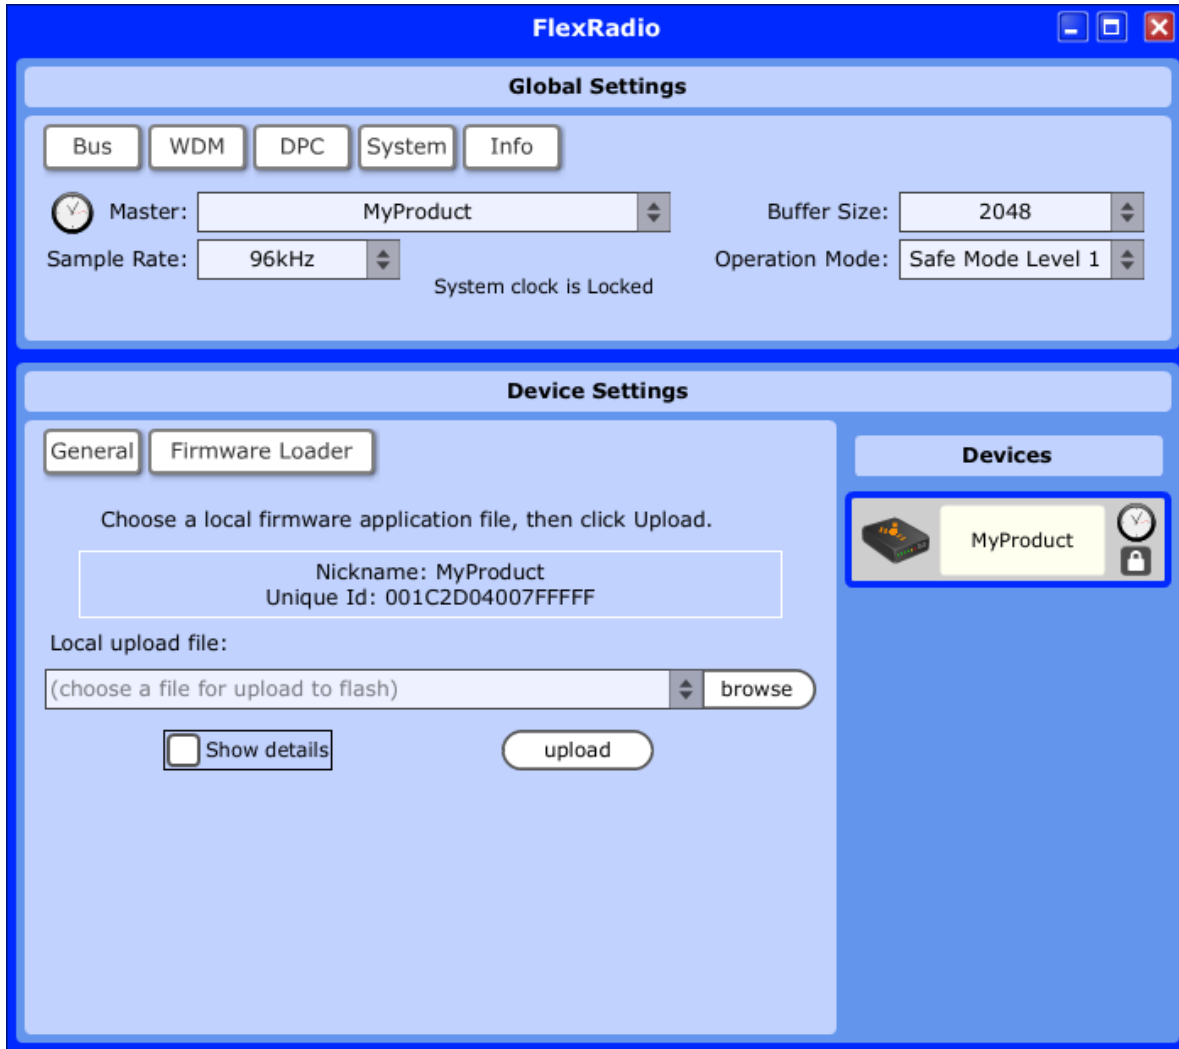 FlexRadio
Global Settings
Bus WDM DPC System Info
Master: MyProduct Buffer Size: 2048
Sample Rate: 96kHz Operation Mode: Safe Mode Level 1
System clock is Locked
Device Settings
General Firmware Loader
Devices
Choose a local firmware application file, then click Upload.
MyProduct
Nickname: MyProduct
Unique Id: 001C2D04007FFFFF
Local upload file:
(choose a file for upload to flash) browse
Show details upload